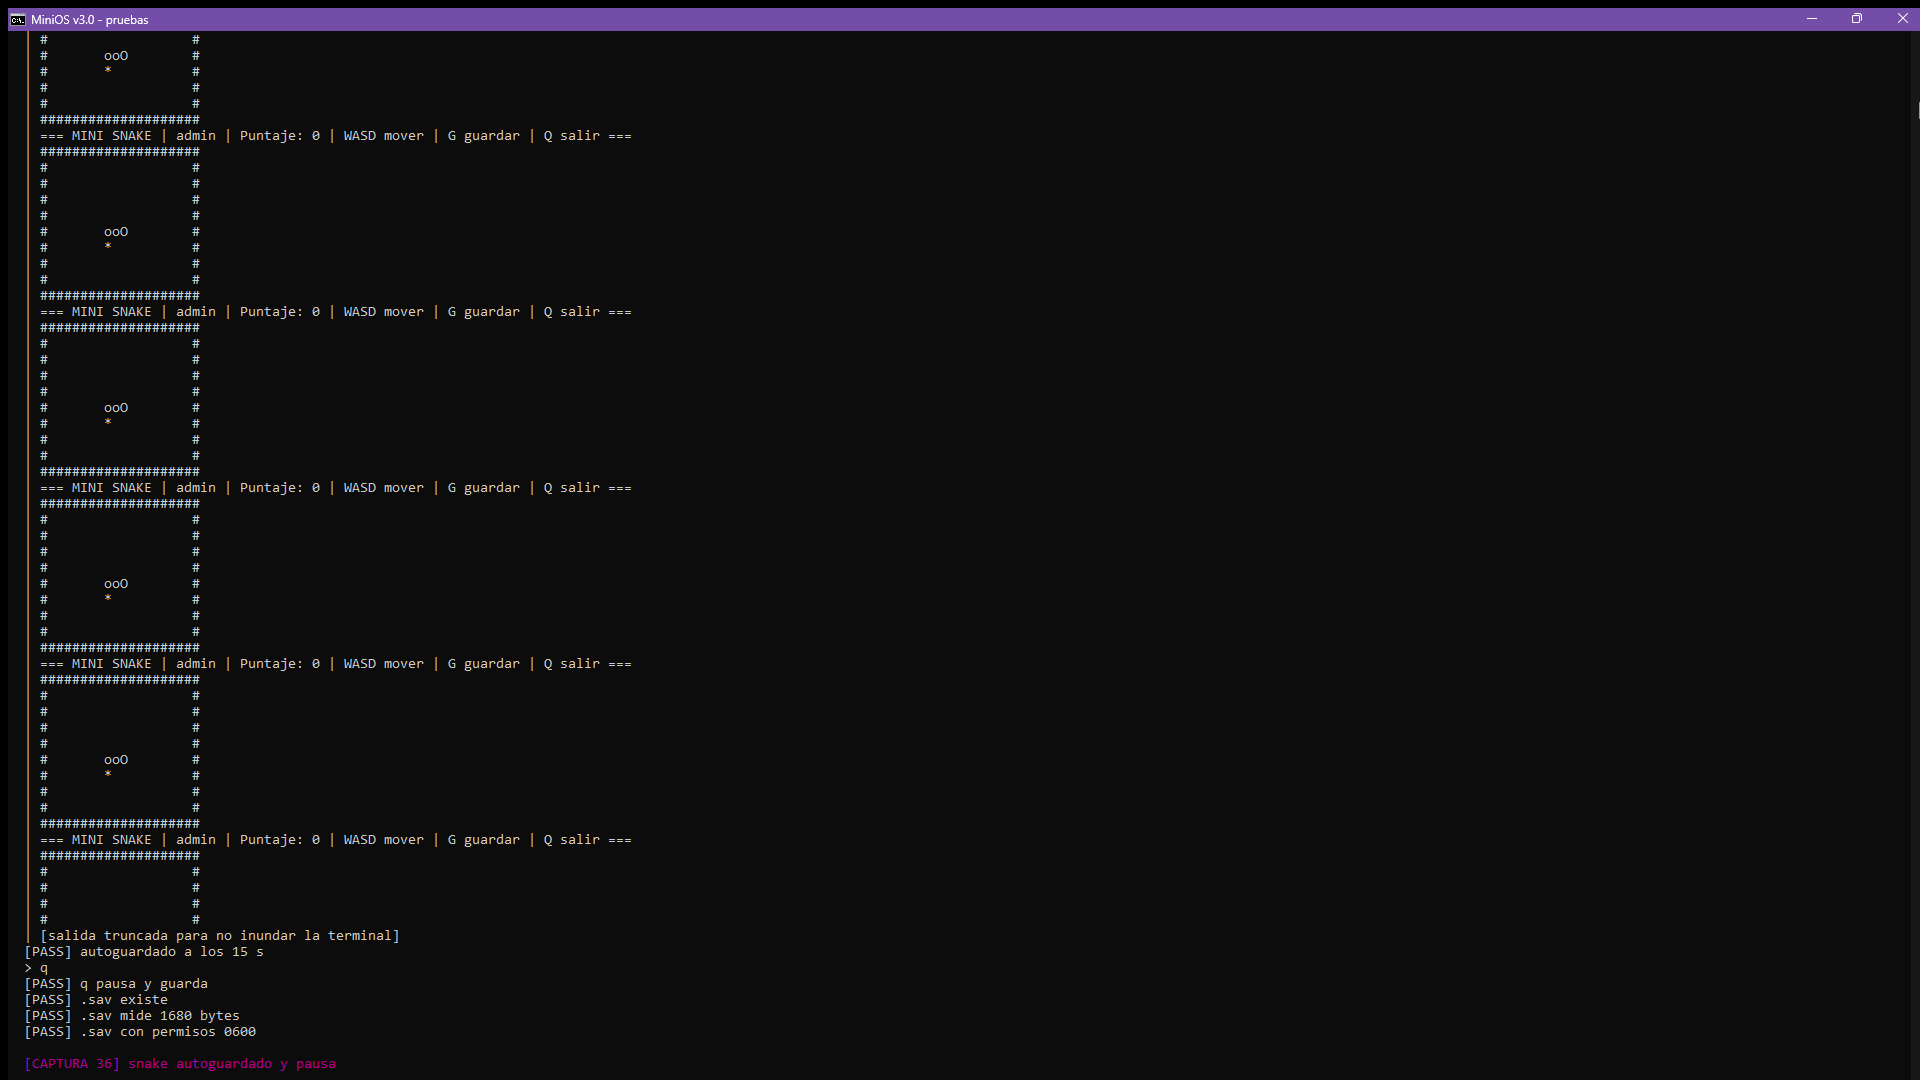 MiniOS v3.0 - pruebas
│ #                  #
│ #       ooO        #
│ #       *          #
│ #                  #
│ #                  #
│ ####################
│ === MINI SNAKE | admin | Puntaje: 0 | WASD mover | G guardar | Q salir ===
│ ####################
│ #                  #
│ #                  #
│ #                  #
│ #                  #
│ #       ooO        #
│ #       *          #
│ #                  #
│ #                  #
│ ####################
│ === MINI SNAKE | admin | Puntaje: 0 | WASD mover | G guardar | Q salir ===
│ ####################
│ #                  #
│ #                  #
│ #                  #
│ #                  #
│ #       ooO        #
│ #       *          #
│ #                  #
│ #                  #
│ ####################
│ === MINI SNAKE | admin | Puntaje: 0 | WASD mover | G guardar | Q salir ===
│ ####################
│ #                  #
│ #                  #
│ #                  #
│ #                  #
│ #       ooO        #
│ #       *          #
│ #                  #
│ #                  #
│ ####################
│ === MINI SNAKE | admin | Puntaje: 0 | WASD mover | G guardar | Q salir ===
│ ####################
│ #                  #
│ #                  #
│ #                  #
│ #                  #
│ #       ooO        #
│ #       *          #
│ #                  #
│ #                  #
│ ####################
│ === MINI SNAKE | admin | Puntaje: 0 | WASD mover | G guardar | Q salir ===
│ ####################
│ #                  #
│ #                  #
│ #                  #
│ #                  #
│ [salida truncada para no inundar la terminal]
[PASS] autoguardado a los 15 s
> q
[PASS] q pausa y guarda
[PASS] .sav existe
[PASS] .sav mide 1680 bytes
[PASS] .sav con permisos 0600
[CAPTURA 36] snake autoguardado y pausa